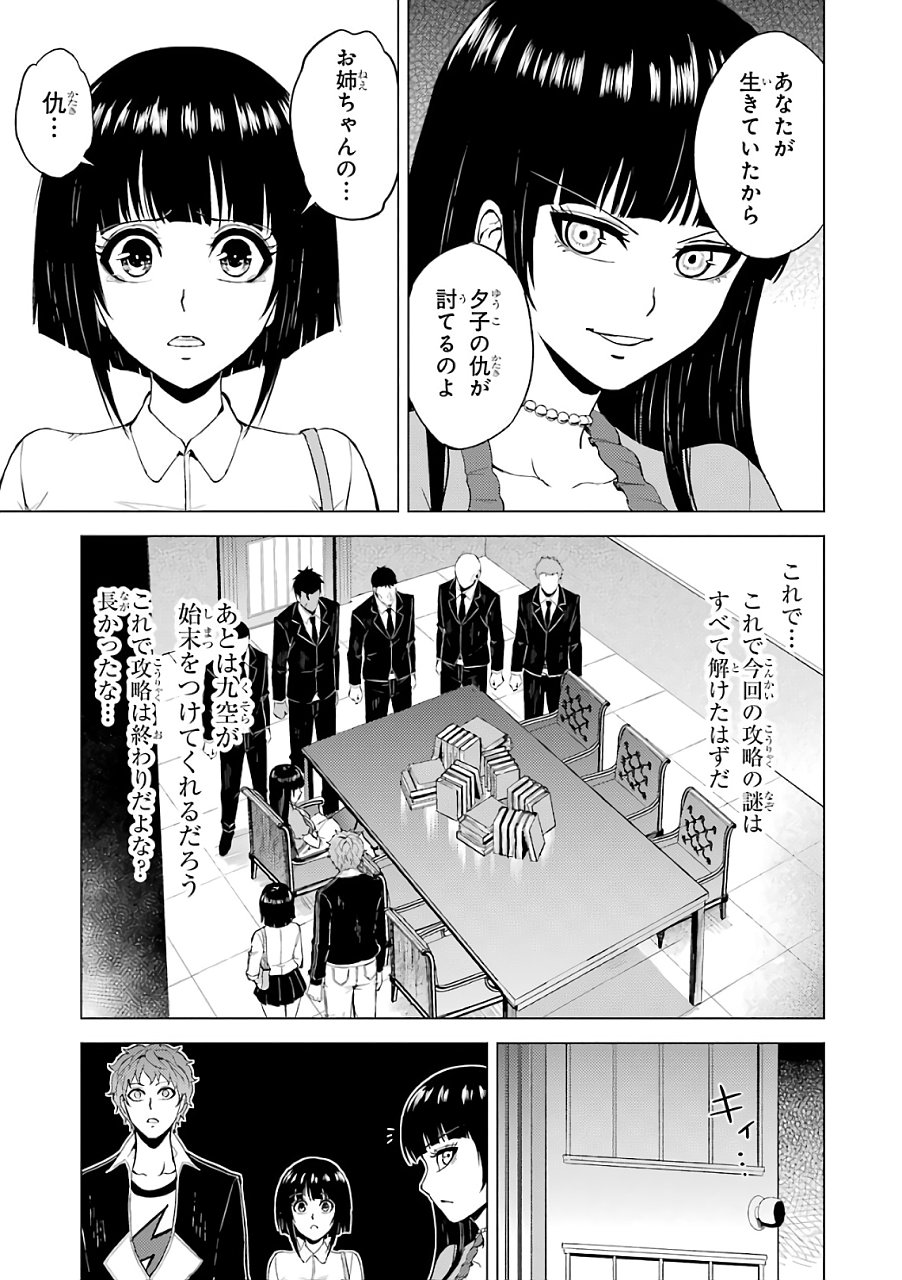 あなたが
生きていたから
夕子の仇が
討てるのよ
お姉ちゃんの…
仇…
これで…
これで今回の攻略の謎は
すべて解けたはずだ
あとは尤空が
始末をつけてくれるだろう
これで攻略は終わりだよな?
長かったな…
キィ…